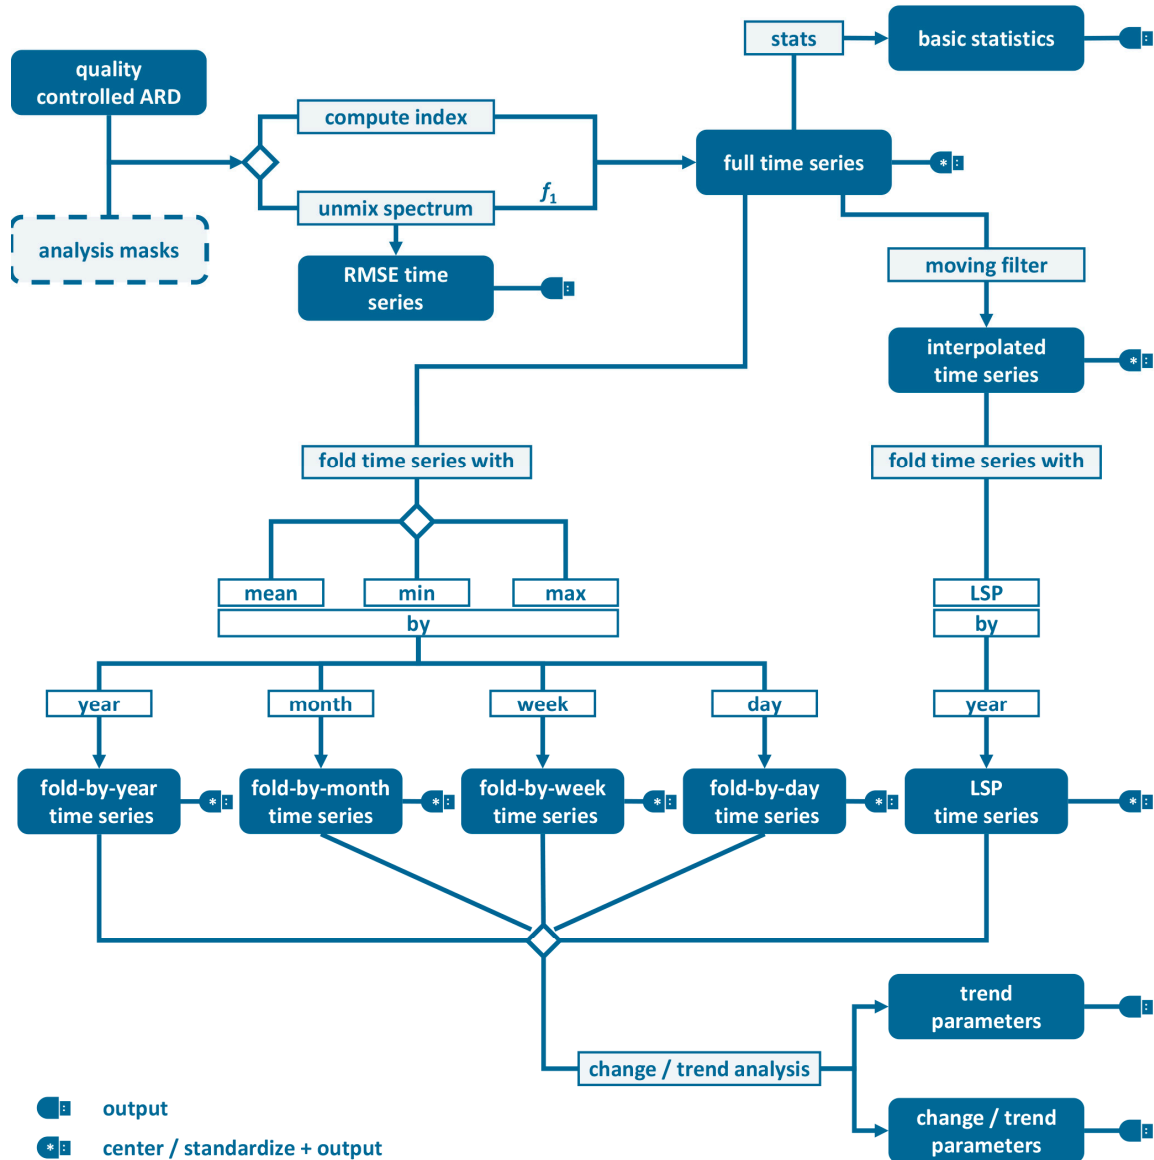 stats
basic statistics
quality
controlled ARD
compute index
full time series
*
unmix spectrum
f1
analysis masks
RMSE time
series
moving filter
interpolated
time series
*
fold time series with
fold time series with
mean
min
max
by
LSP
by
year
month
week
day
year
fold-by-year
time series
*
fold-by-month
time series
*
fold-by-week
time series
*
fold-by-day
time series
*
LSP
time series
*
trend
parameters
change / trend analysis
change / trend
parameters
output
* center / standardize + output